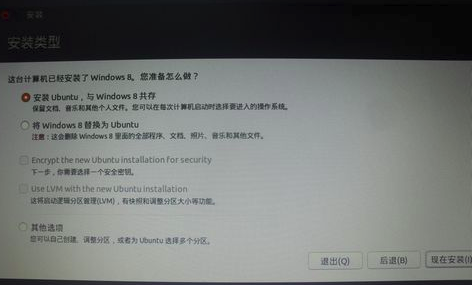 安装
安装类型
这台计算机已经安装了 Windows 8。您准备怎么做？
安装 Ubuntu，与 Windows 8 共存
保留文档、音乐和其他个人文件。您可以在每次计算机启动时选择要进入的操作系统。
将 Windows 8 替换为 Ubuntu
注意：这会删除 Windows 8 里面的全部程序、文档、照片、音乐和其他文件。
Encrypt the new Ubuntu installation for security
下一步，你需要选择一个安全密钥。
Use LVM with the new Ubuntu installation
这将启动逻辑分区管理(LVM)，有快照和调整分区大小等功能。
其他选项
您可以自己创建、调整分区，或者为 Ubuntu 选择多个分区。
退出(Q) 后退(B) 现在安装(I)